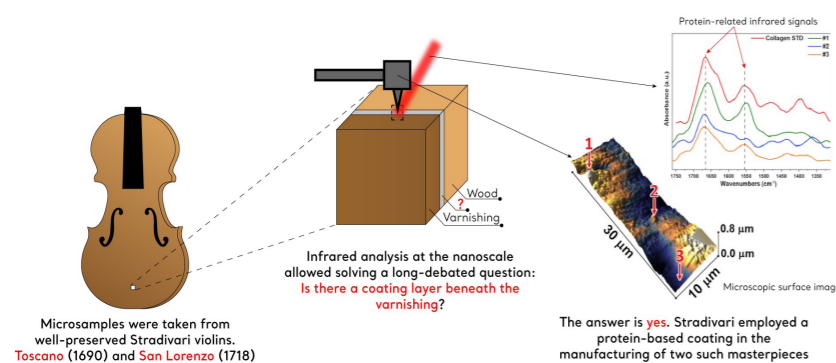 Protein-related infrared signals
Collagen STD
#1
#2
#3
Absorbance (a.u.)
1750 1650 1550 1450 1350
Wavenumbers (cm⁻¹)
Wood
?
Varnishing
1
2
3
30 µm
10 µm
0.8 µm
0.0 µm
Microscopic surface imag
Infrared analysis at the nanoscale
allowed solving a long-debated question:
Is there a coating layer beneath the
varnishing?
Microsamples were taken from
well-preserved Stradivari violins.
Toscano (1690) and San Lorenzo (1718)
The answer is yes. Stradivari employed a
protein-based coating in the
manufacturing of two such masterpieces